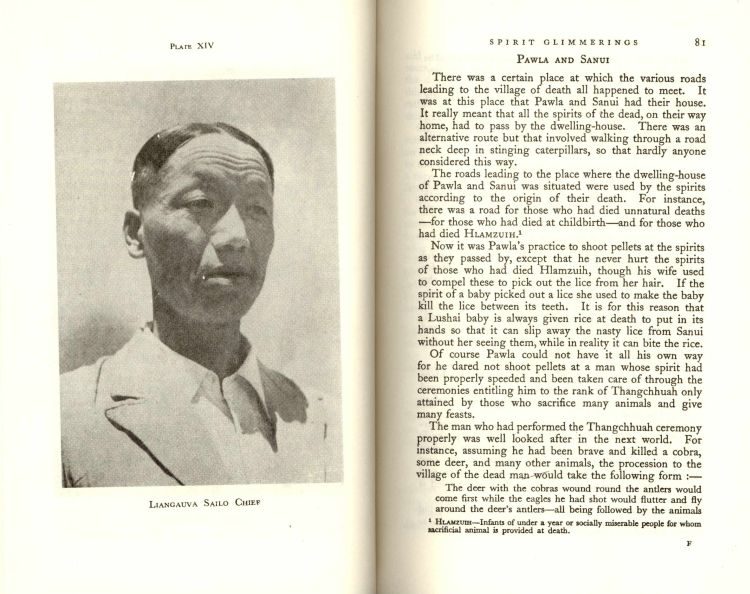 PLATE XIV
LIANGAUVA SAILO CHIEF
SPIRIT GLIMMERINGS 81
PAWLA AND SANUI
There was a certain place at which the various roads
leading to the village of death all happened to meet. It
was at this place that Pawla and Sanui had their house.
It really meant that all the spirits of the dead, on their way
home, had to pass by the dwelling-house. There was an
alternative route but that involved walking through a road
neck deep in stinging caterpillars, so that hardly anyone
considered this way.
The roads leading to the place where the dwelling-house
of Pawla and Sanui was situated were used by the spirits
according to the origin of their death. For instance,
there was a road for those who had died unnatural deaths
—for those who had died at childbirth—and for those who
had died HLAMZUIH.¹
Now it was Pawla's practice to shoot pellets at the spirits
as they passed by, except that he never hurt the spirits
of those who had died Hlamzuih, though his wife used
to compel these to pick out the lice from her hair. If the
spirit of a baby picked out a lice she used to make the baby
kill the lice between its teeth. It is for this reason that
a Lushai baby is always given rice at death to put in its
hands so that it can slip away the nasty lice from Sanui
without her seeing them, while in reality it can bite the rice.
Of course Pawla could not have it all his own way
for he dared not shoot pellets at a man whose spirit had
been properly speeded and been taken care of through the
ceremonies entitling him to the rank of Thangchhuah only
attained by those who sacrifice many animals and give
many feasts.
The man who had performed the Thangchhuah ceremony
properly was well looked after in the next world. For
instance, assuming he had been brave and killed a cobra,
some deer, and many other animals, the procession to the
village of the dead man would take the following form :—
The deer with the cobras wound round the antlers would
come first while the eagles he had shot would flutter and fly
around the deer's antlers—all being followed by the animals
¹ HLAMZUIH—Infants of under a year or socially miserable people for whom
sacrificial animal is provided at death.
F